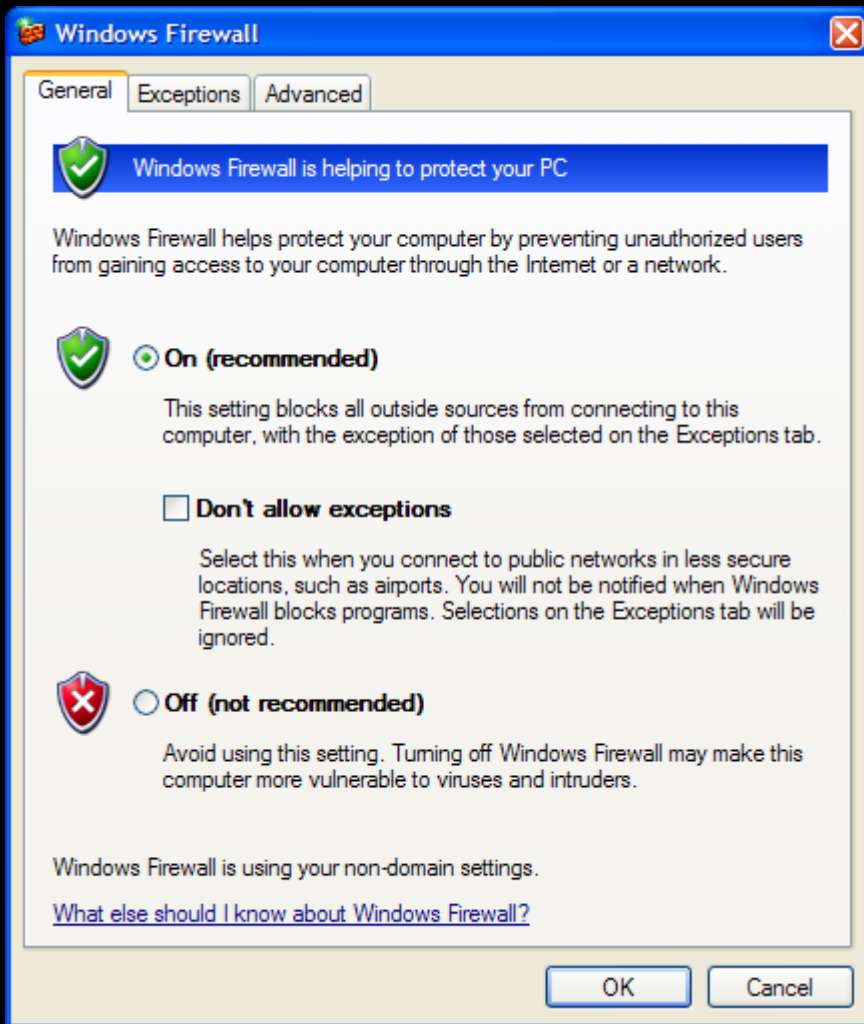 Windows Firewall
General
Exceptions
Advanced
Windows Firewall is helping to protect your PC
Windows Firewall helps protect your computer by preventing unauthorized users
from gaining access to your computer through the Internet or a network.
On (recommended)
This setting blocks all outside sources from connecting to this
computer, with the exception of those selected on the Exceptions tab.
Don't allow exceptions
Select this when you connect to public networks in less secure
locations, such as airports. You will not be notified when Windows
Firewall blocks programs. Selections on the Exceptions tab will be
ignored.
Off (not recommended)
Avoid using this setting. Turning off Windows Firewall may make this
computer more vulnerable to viruses and intruders.
Windows Firewall is using your non-domain settings.
What else should I know about Windows Firewall?
OK
Cancel